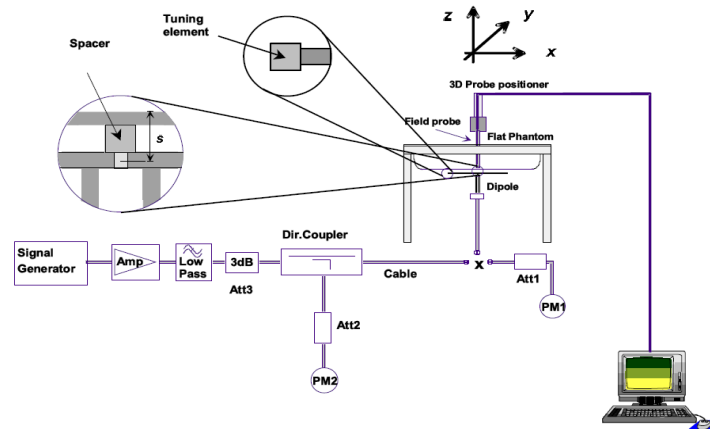 Tuning
element
z
y
x
Spacer
3D Probe positioner
s
Field probe
Flat Phantom
Dipole
Dir.Coupler
Signal
Generator
Amp
Low
Pass
3dB
Att3
Cable
x
Att1
PM1
Att2
PM2